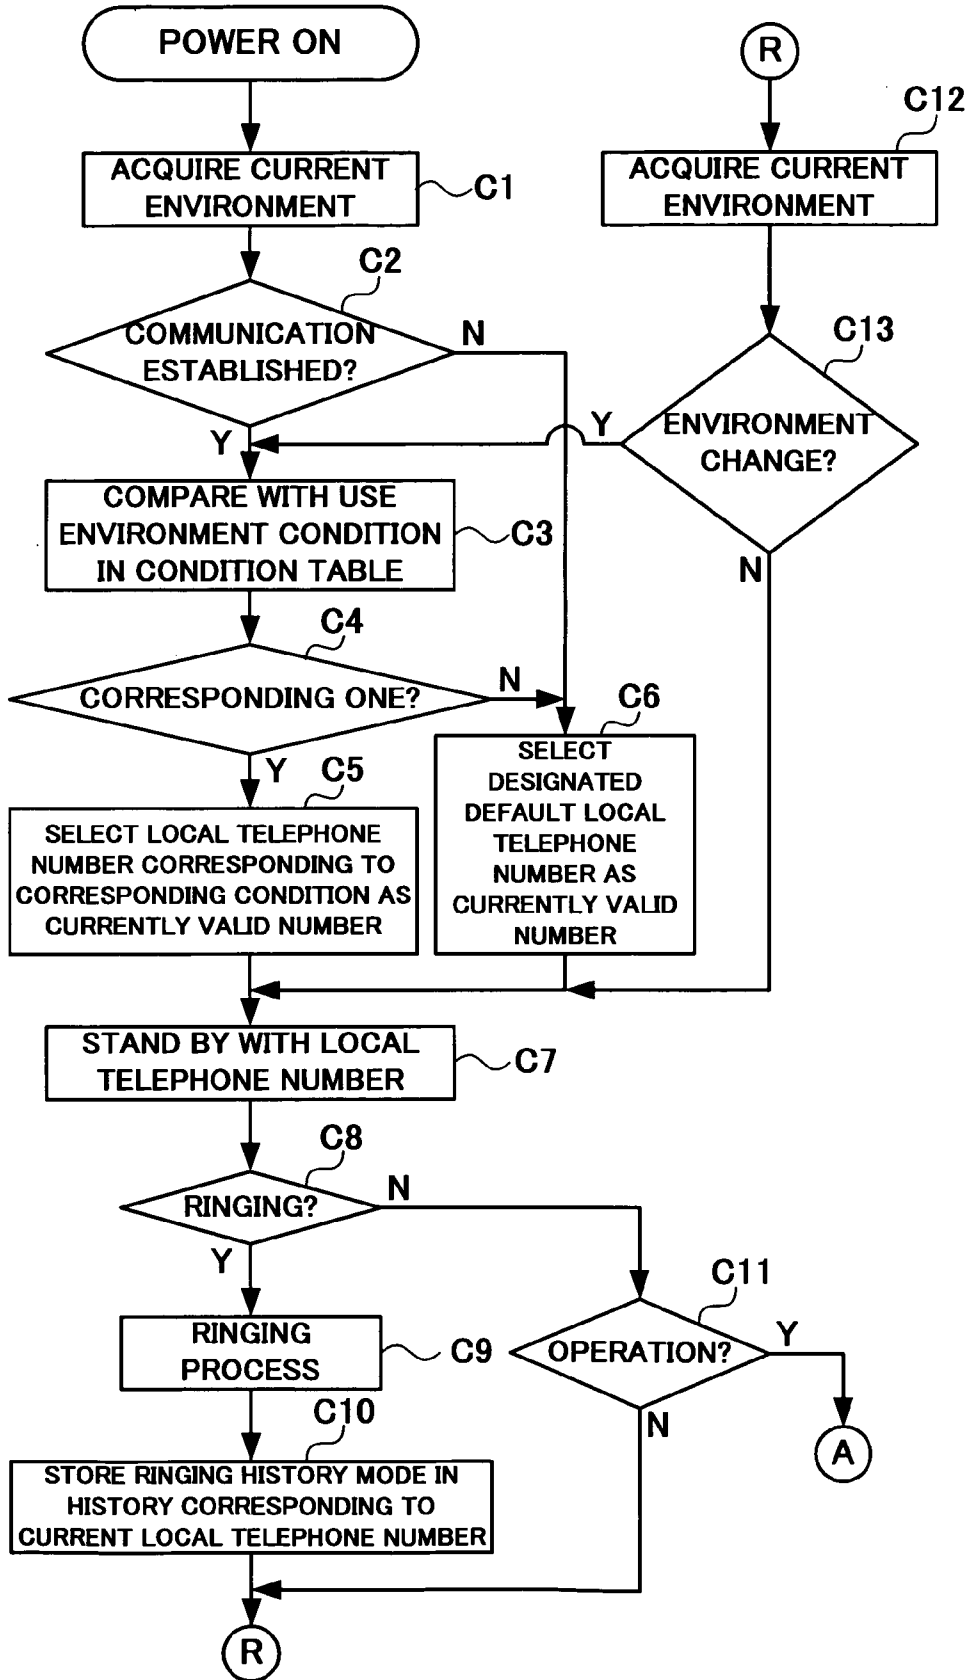 POWER ON
ACQUIRE CURRENT
ENVIRONMENT
C1
C2
COMMUNICATION
ESTABLISHED?
N
Y
COMPARE WITH USE
ENVIRONMENT CONDITION
IN CONDITION TABLE
C3
C4
CORRESPONDING ONE?
N
Y
C5
SELECT LOCAL TELEPHONE
NUMBER CORRESPONDING TO
CORRESPONDING CONDITION AS
CURRENTLY VALID NUMBER
C6
SELECT
DESIGNATED
DEFAULT LOCAL
TELEPHONE
NUMBER AS
CURRENTLY VALID
NUMBER
R
C12
ACQUIRE CURRENT
ENVIRONMENT
C13
ENVIRONMENT
CHANGE?
Y
N
STAND BY WITH LOCAL
TELEPHONE NUMBER
C7
C8
RINGING?
N
Y
RINGING
PROCESS
C9
C10
STORE RINGING HISTORY MODE IN
HISTORY CORRESPONDING TO
CURRENT LOCAL TELEPHONE NUMBER
C11
OPERATION?
Y
N
A
R